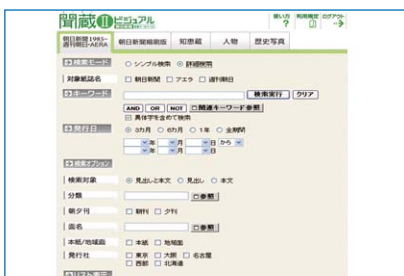 聞蔵Ⅱビジュアル
使い方 利用規定 ログアウト
朝日新聞1985~
週刊朝日・AERA
朝日新聞縮刷版 知恵蔵 人物 歴史写真
検索モード シンプル検索 詳細検索
対象紙誌名 朝日新聞 アエラ 週刊朝日
キーワード 検索実行 クリア
AND OR NOT 関連キーワード参照
異体字を含めて検索
発行日 3カ月 6カ月 1年 全期間
年 月 日 から
年 月 日
検索オプション
検索対象 見出しと本文 見出し 本文
分類 参照
朝夕刊 朝刊 夕刊
面名 参照
本紙/地域面 本紙 地域面
発行社 東京 大阪 名古屋
西部 北海道